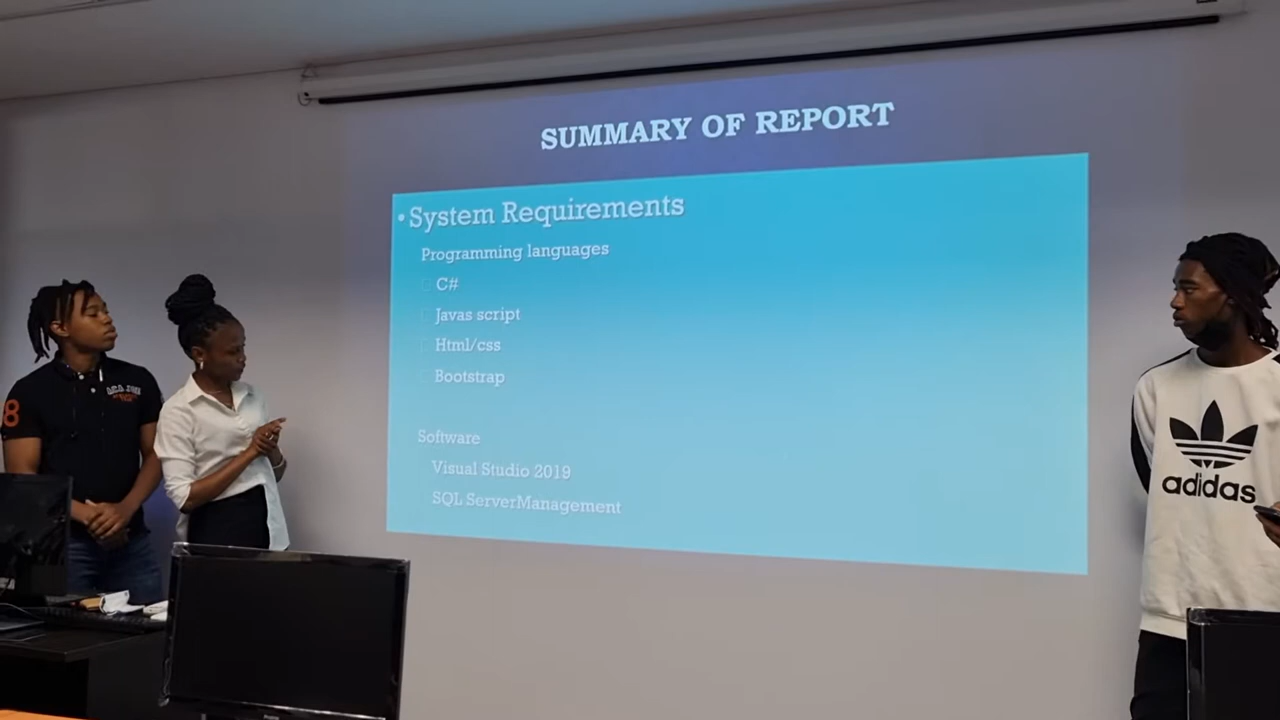 SUMMARY OF REPORT
•System Requirements
Programming languages
C#
Javas script
Html/css
Bootstrap
Software
Visual Studio 2019
SQL ServerManagement
8
adidas